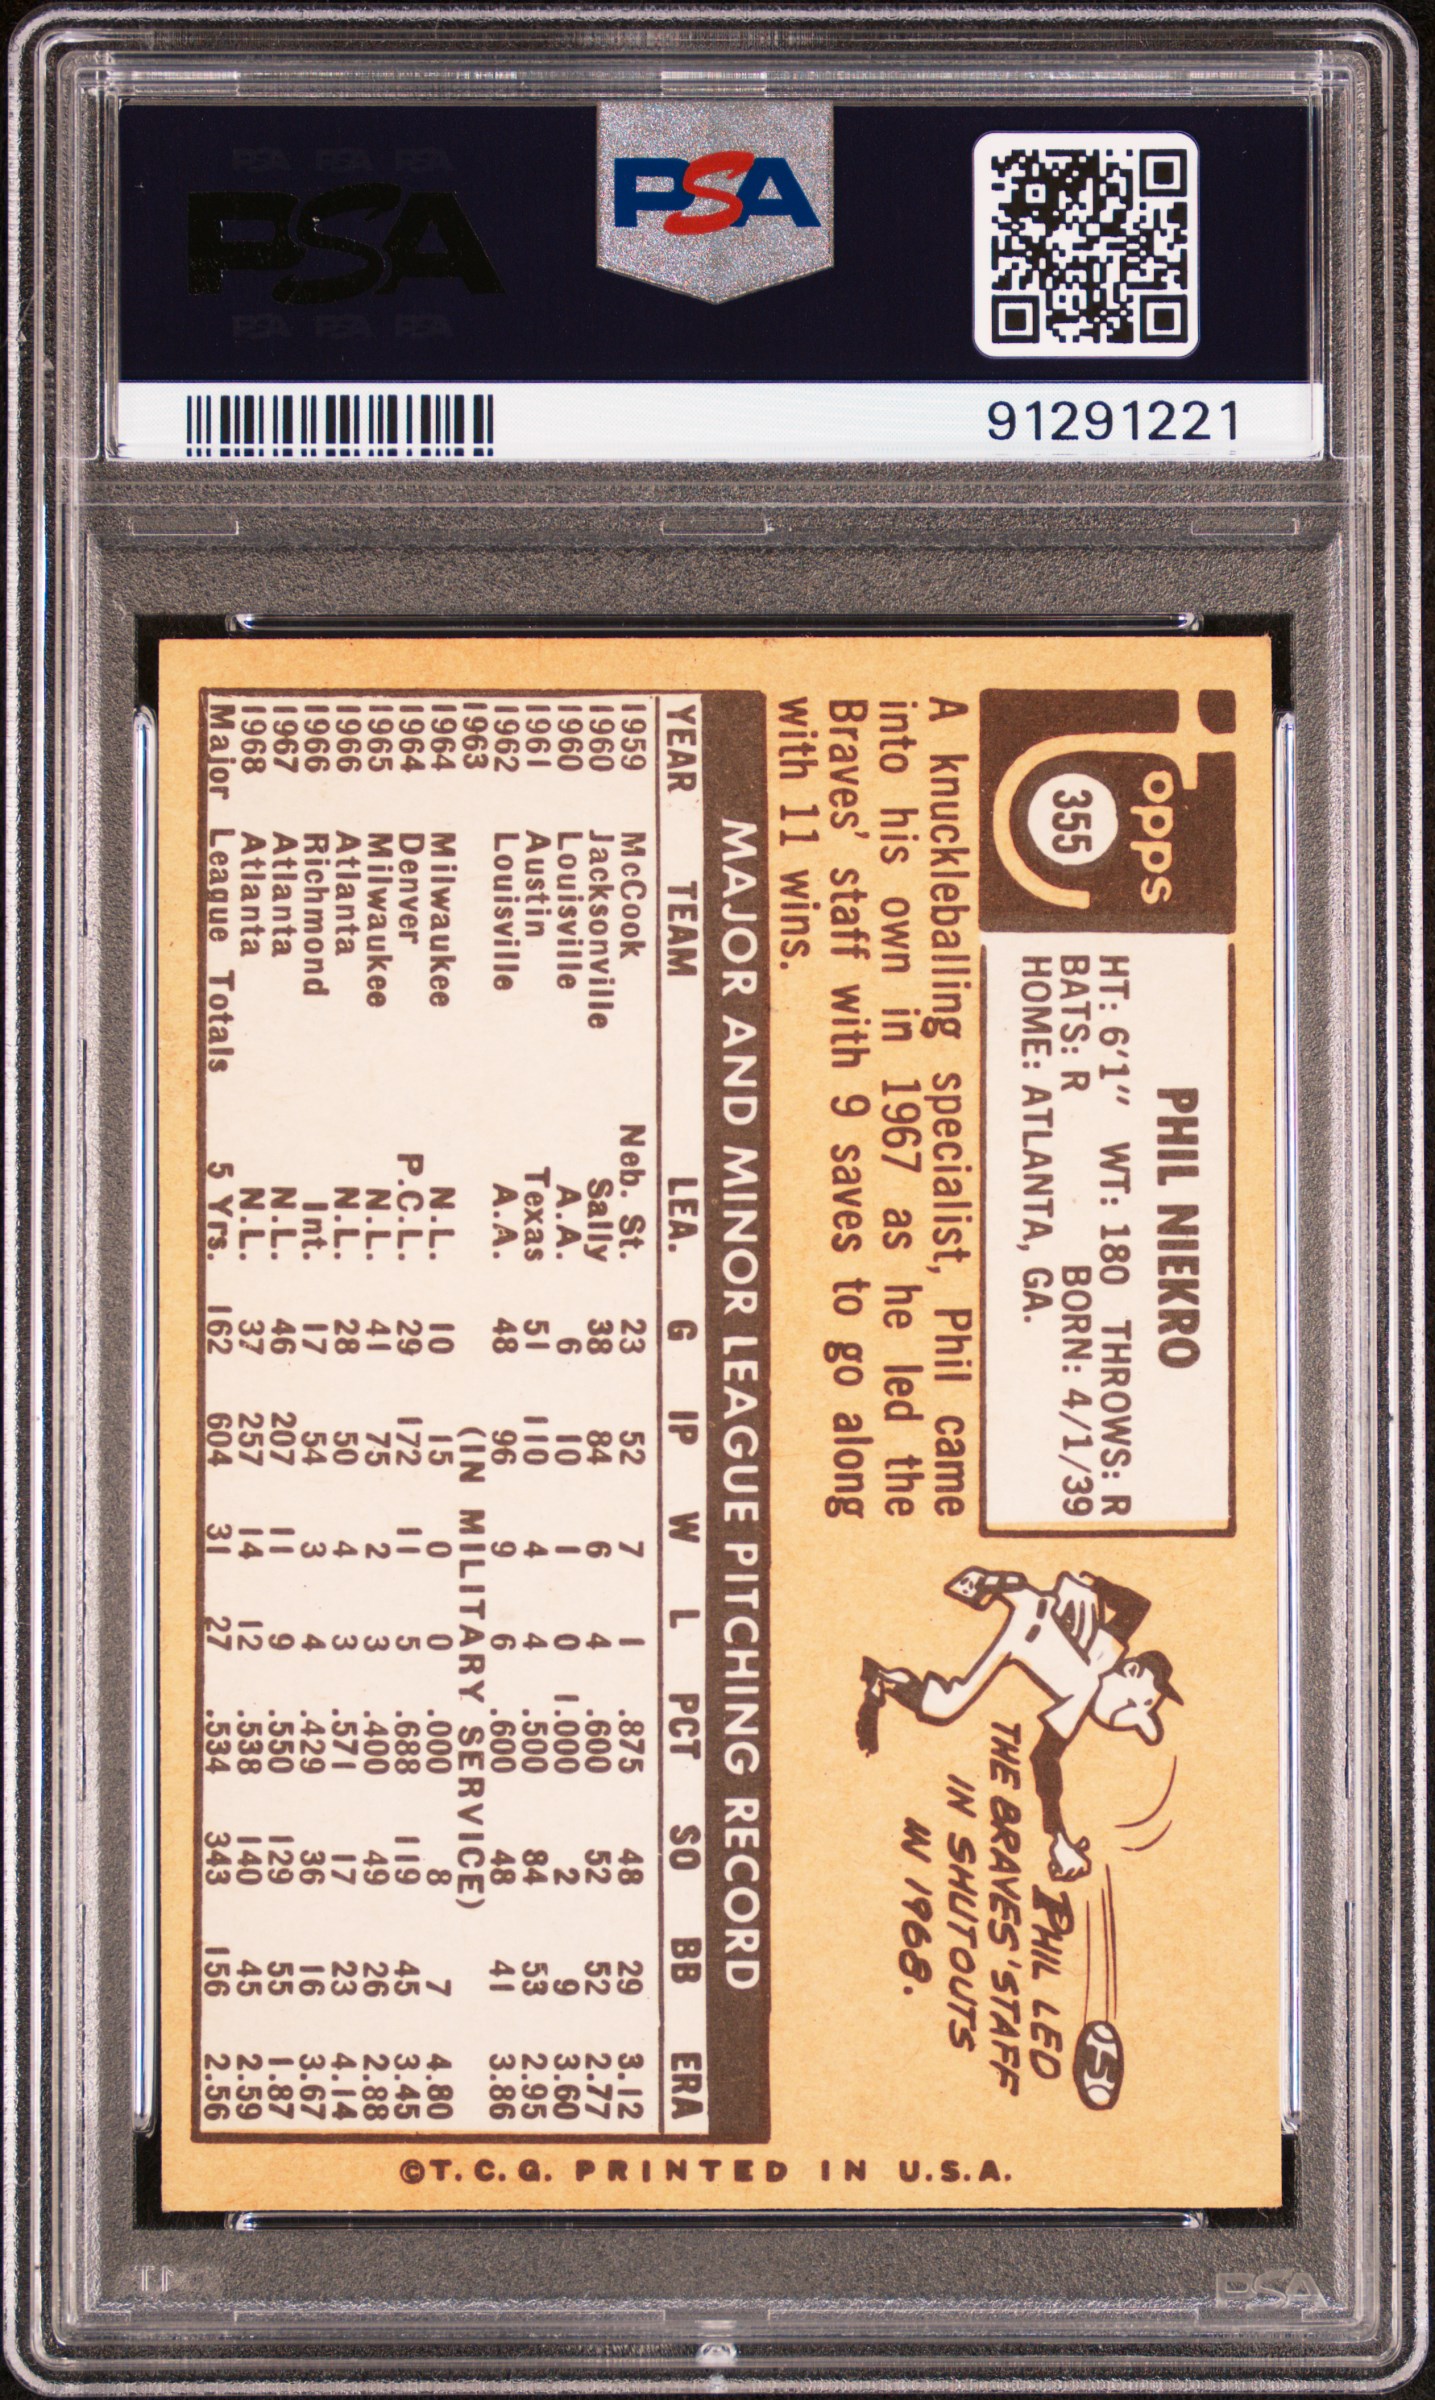 PSA PSA PSA
PSA
PSA PSA PSA
PSA
91291221
Topps
355
PHIL NIEKRO
HT: 6'1" WT: 180 THROWS: R
BATS: R BORN: 4/1/39
HOME: ATLANTA, GA.
A knuckleballing specialist, Phil came
into his own in 1967 as he led the
Braves' staff with 9 saves to go along
with 11 wins.
PHIL LED
THE BRAVES' STAFF
IN SHUTOUTS
IN 1968.
MAJOR AND MINOR LEAGUE PITCHING RECORD
YEAR TEAM LEA. G IP W L PCT SO BB ERA
1959 McCook Neb. St. 23 52 7 1 .875 48 29 3.12
1960 Jacksonville Sally 38 84 6 4 .600 52 52 2.77
1960 Louisville A.A. 6 10 1 0 1.000 2 9 3.60
1961 Austin Texas 51 110 4 4 .500 84 53 2.95
1962 Louisville A.A. 48 96 9 6 .600 48 41 3.86
1963 (IN MILITARY SERVICE)
1964 Milwaukee N.L. 10 15 0 0 .000 8 7 4.80
1964 Denver P.C.L. 29 172 11 5 .688 119 45 3.45
1965 Milwaukee N.L. 41 75 2 3 .400 49 26 2.88
1966 Atlanta N.L. 28 50 4 3 .571 17 23 4.14
1966 Richmond Int. 17 54 3 4 .429 36 16 3.67
1967 Atlanta N.L. 46 207 11 9 .550 129 55 1.87
1968 Atlanta N.L. 37 257 14 12 .538 140 45 2.59
Major League Totals 5 Yrs. 162 604 31 27 .534 343 156 2.56
©T.C.G. PRINTED IN U.S.A.
PSA